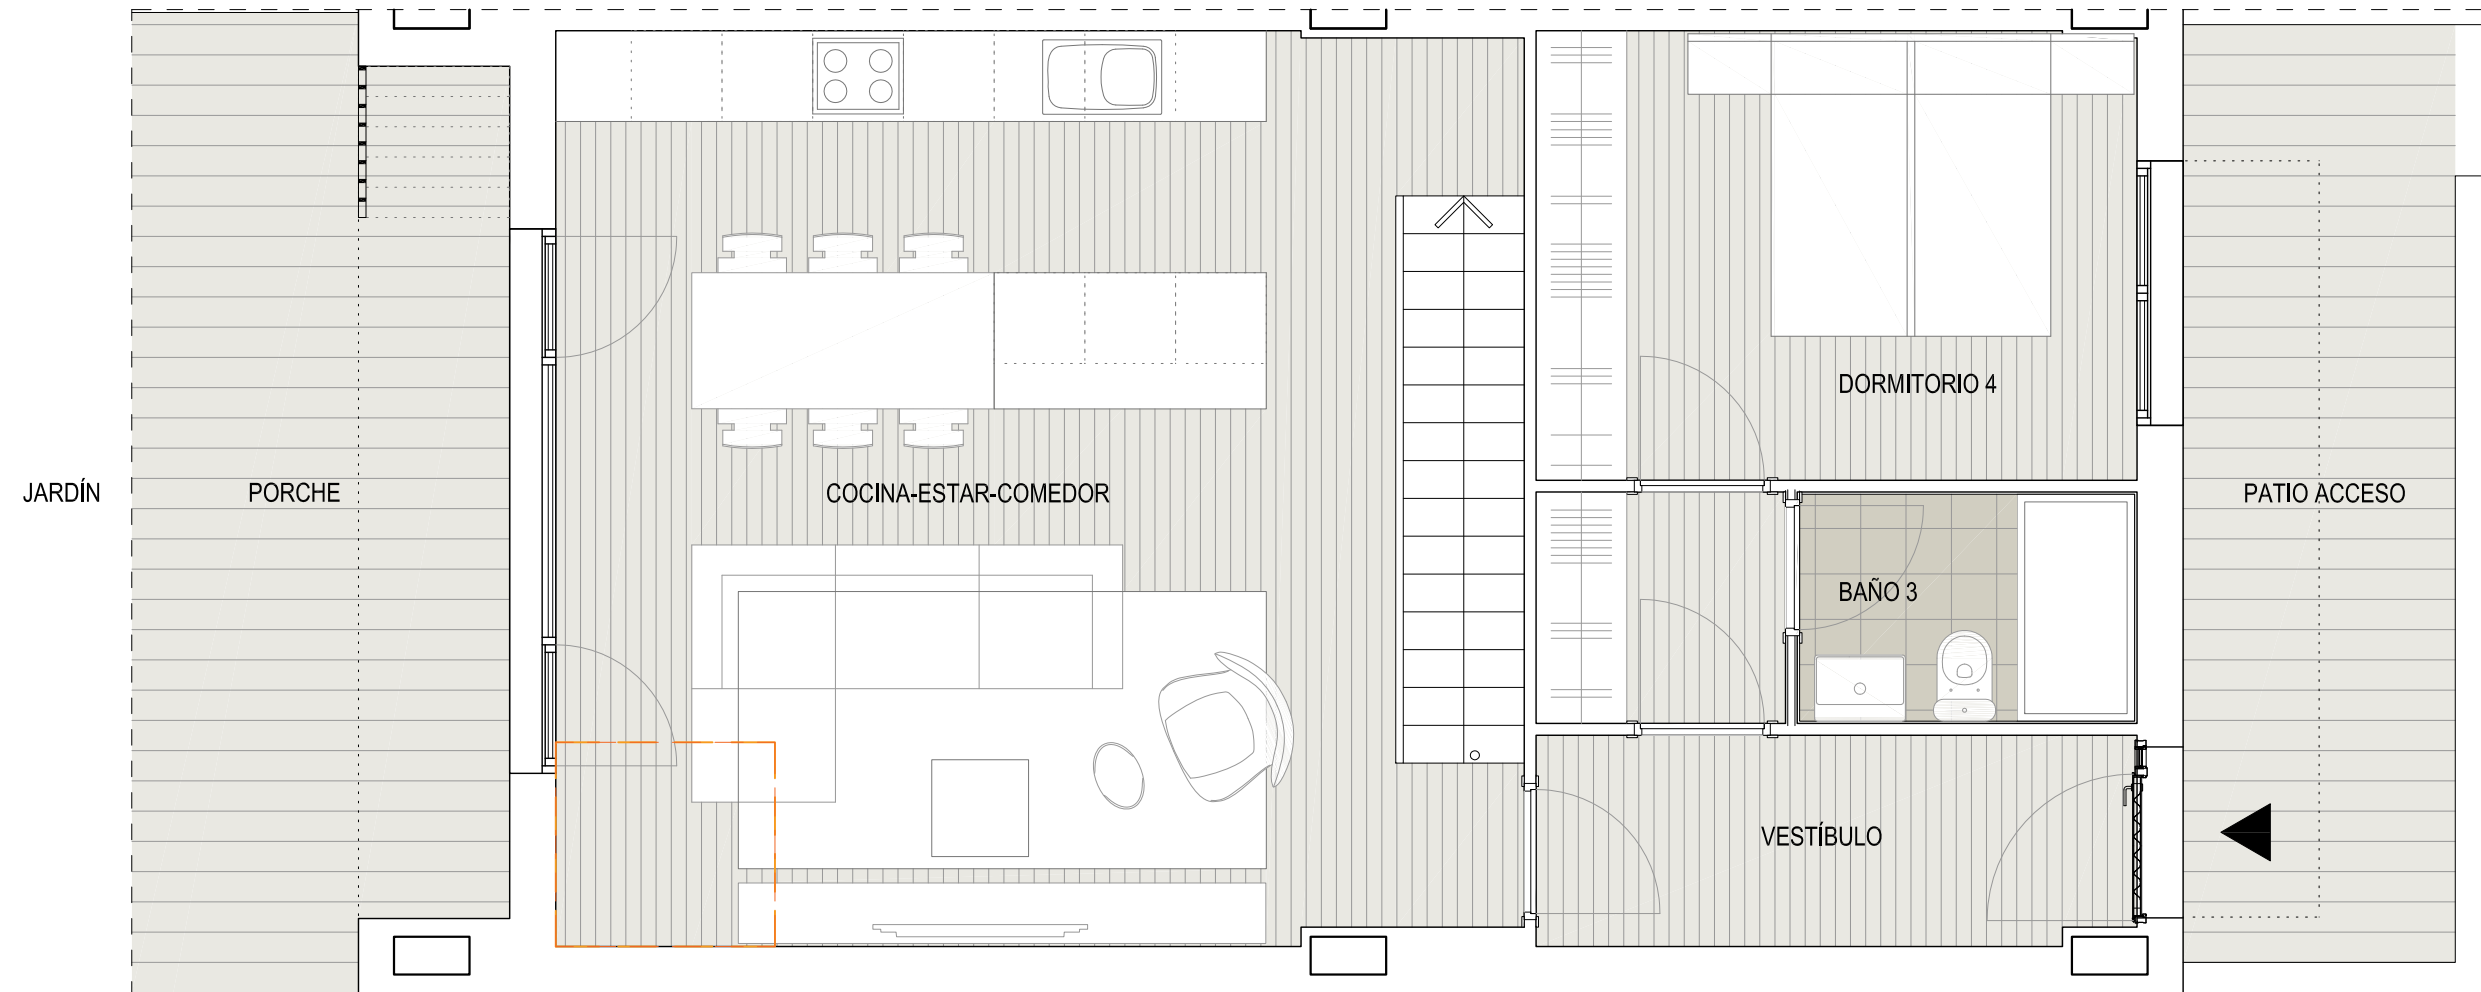 DORMITORIO 4
JARDÍN
PORCHE
COCINA-ESTAR-COMEDOR
PATIO ACCESO
BAÑO 3
VESTÍBULO